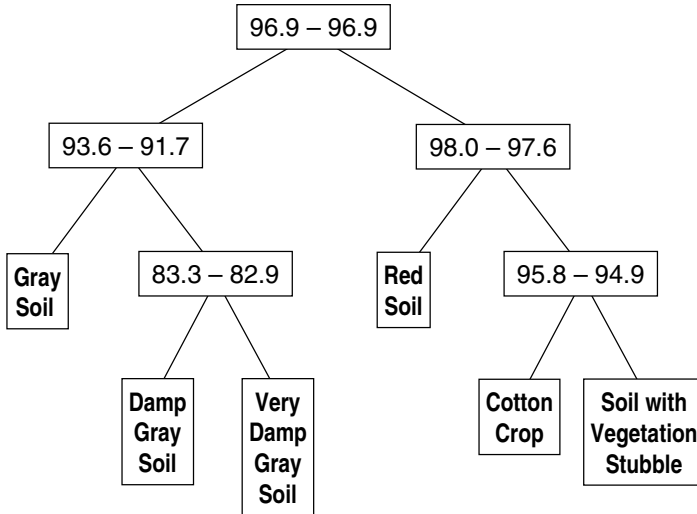 96.9 – 96.9
93.6 – 91.7
98.0 – 97.6
Gray
Soil
83.3 – 82.9
Red
Soil
95.8 – 94.9
Damp
Gray
Soil
Very
Damp
Gray
Soil
Cotton
Crop
Soil with
Vegetation
Stubble